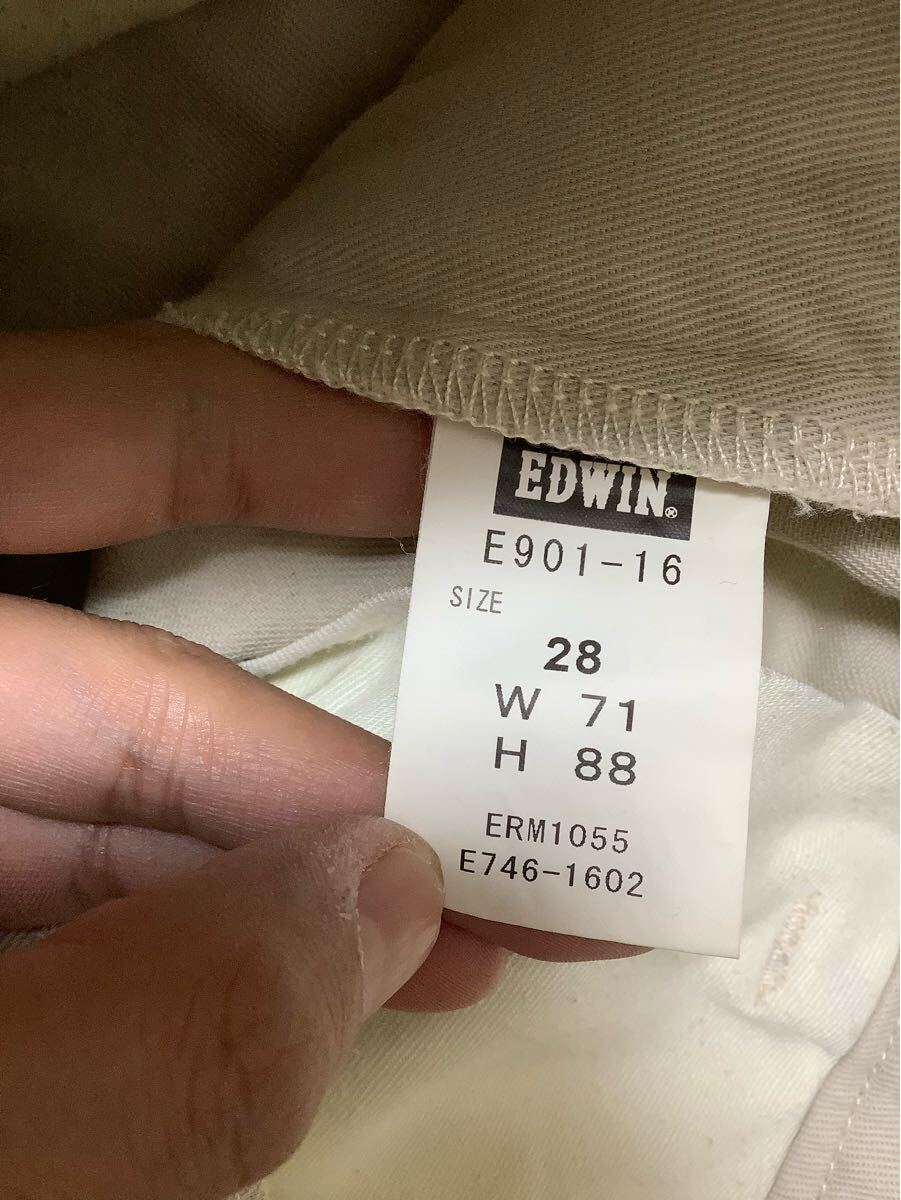 EDWIN®
E901-16
SIZE
28
W 71
H 88
ERM1055
E746-1602